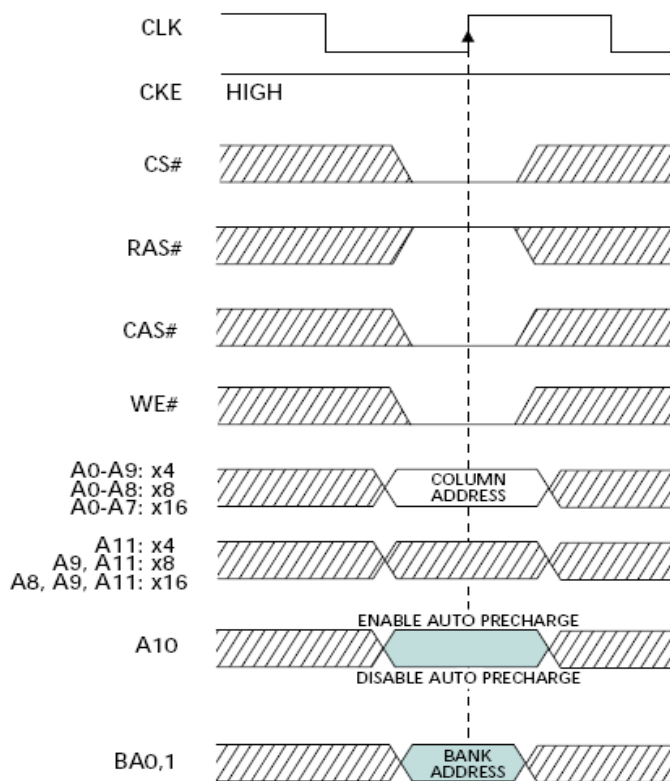 CLK
CKE HIGH
CS#
RAS#
CAS#
WE#
A0-A9: x4
A0-A8: x8
A0-A7: x16
COLUMN
ADDRESS
A11: x4
A9, A11: x8
A8, A9, A11: x16
ENABLE AUTO PRECHARGE
A10
DISABLE AUTO PRECHARGE
BA0,1
BANK
ADDRESS